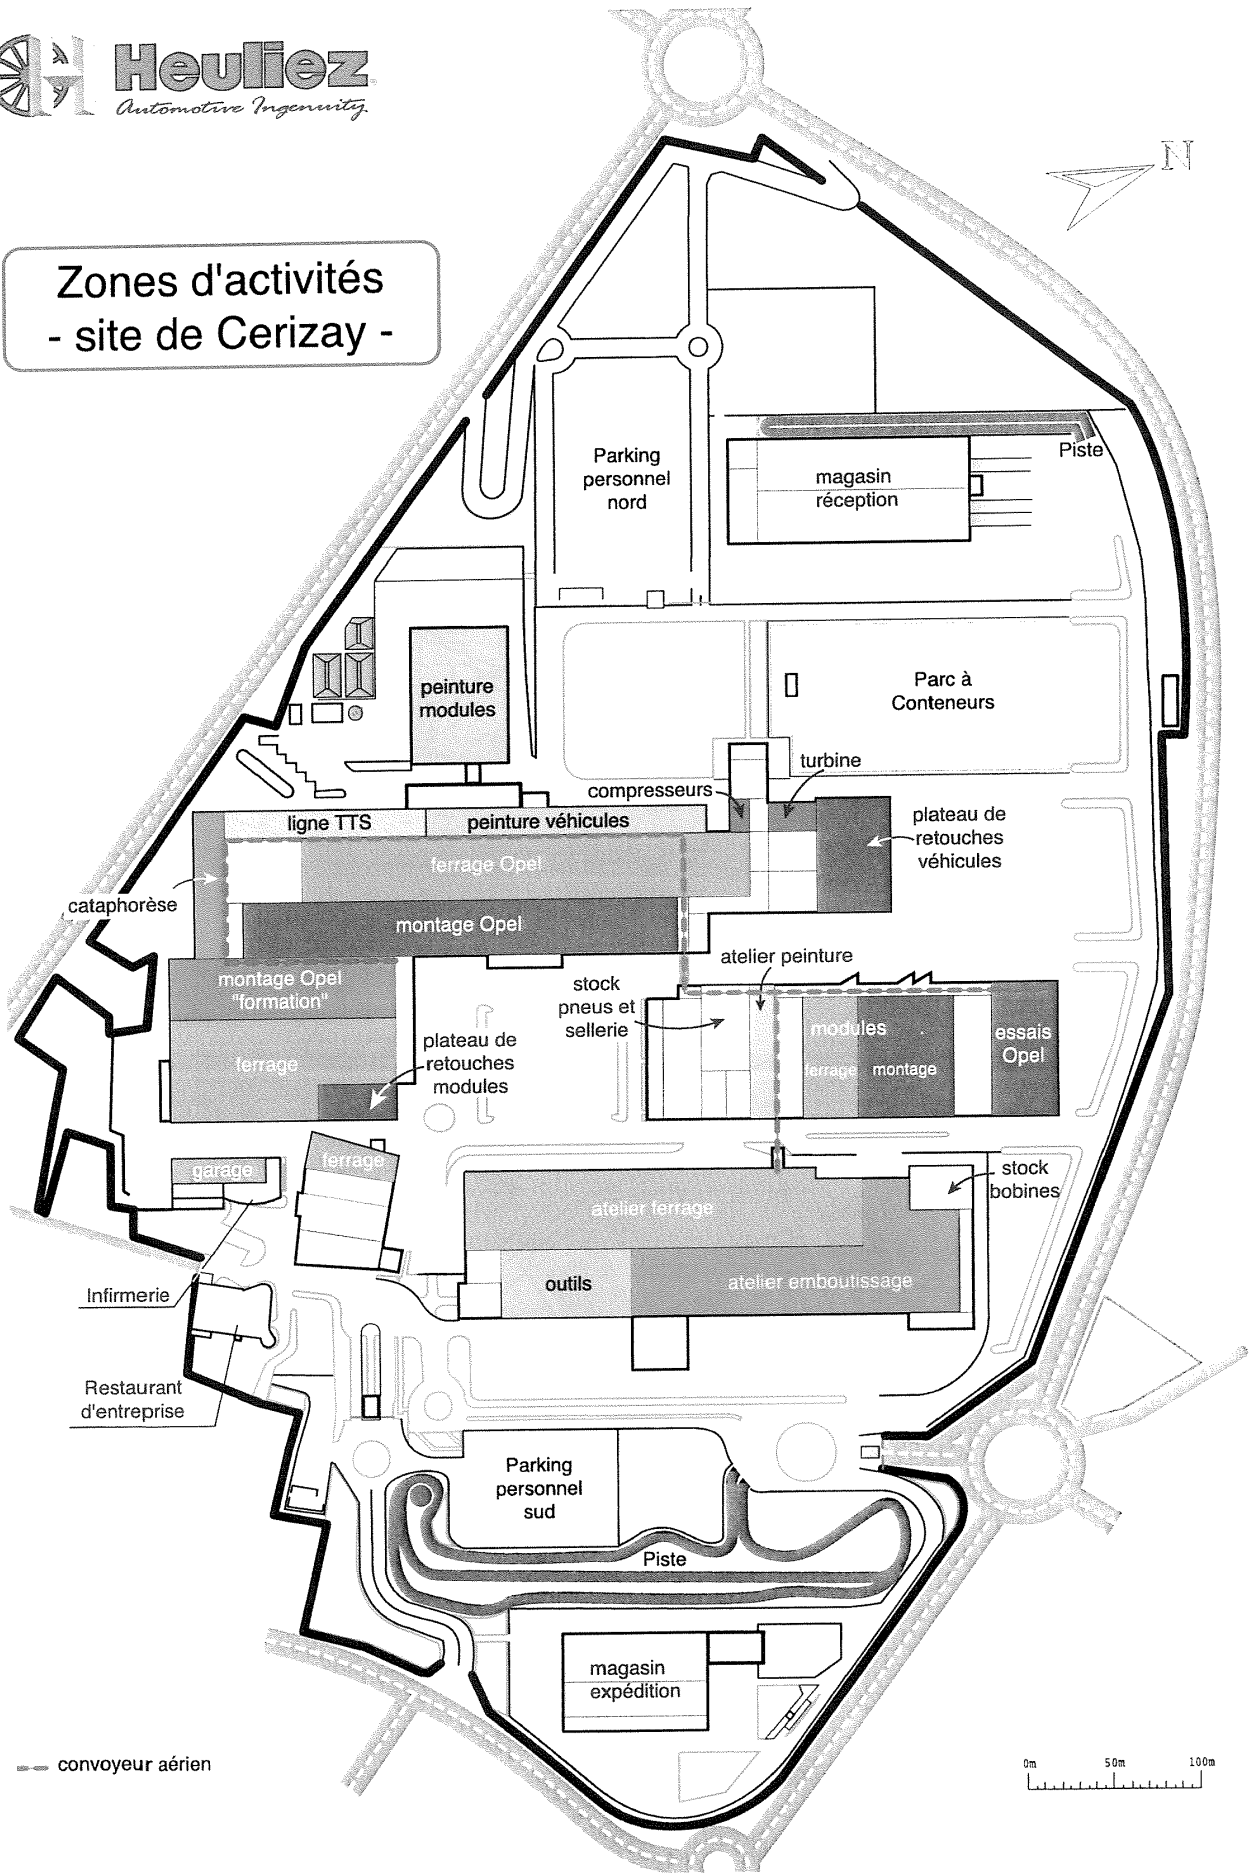 H Heuliez
Automotive Ingenuity
N
Zones d'activités
- site de Cerizay -
Parking
personnel
nord
Piste
magasin
réception
peinture
modules
Parc à
Conteneurs
turbine
compresseurs
ligne TTS
peinture véhicules
plateau de
retouches
véhicules
ferrage Opel
cataphorèse
montage Opel
atelier peinture
montage Opel
"formation"
stock
pneus et
sellerie
modules
essais
Opel
ferrage
plateau de
retouches
modules
ferrage
montage
garage
ferrage
stock
bobines
atelier ferrage
Infirmerie
outils
atelier emboutissage
Restaurant
d'entreprise
Parking
personnel
sud
Piste
magasin
expédition
convoyeur aérien
0m 50m 100m